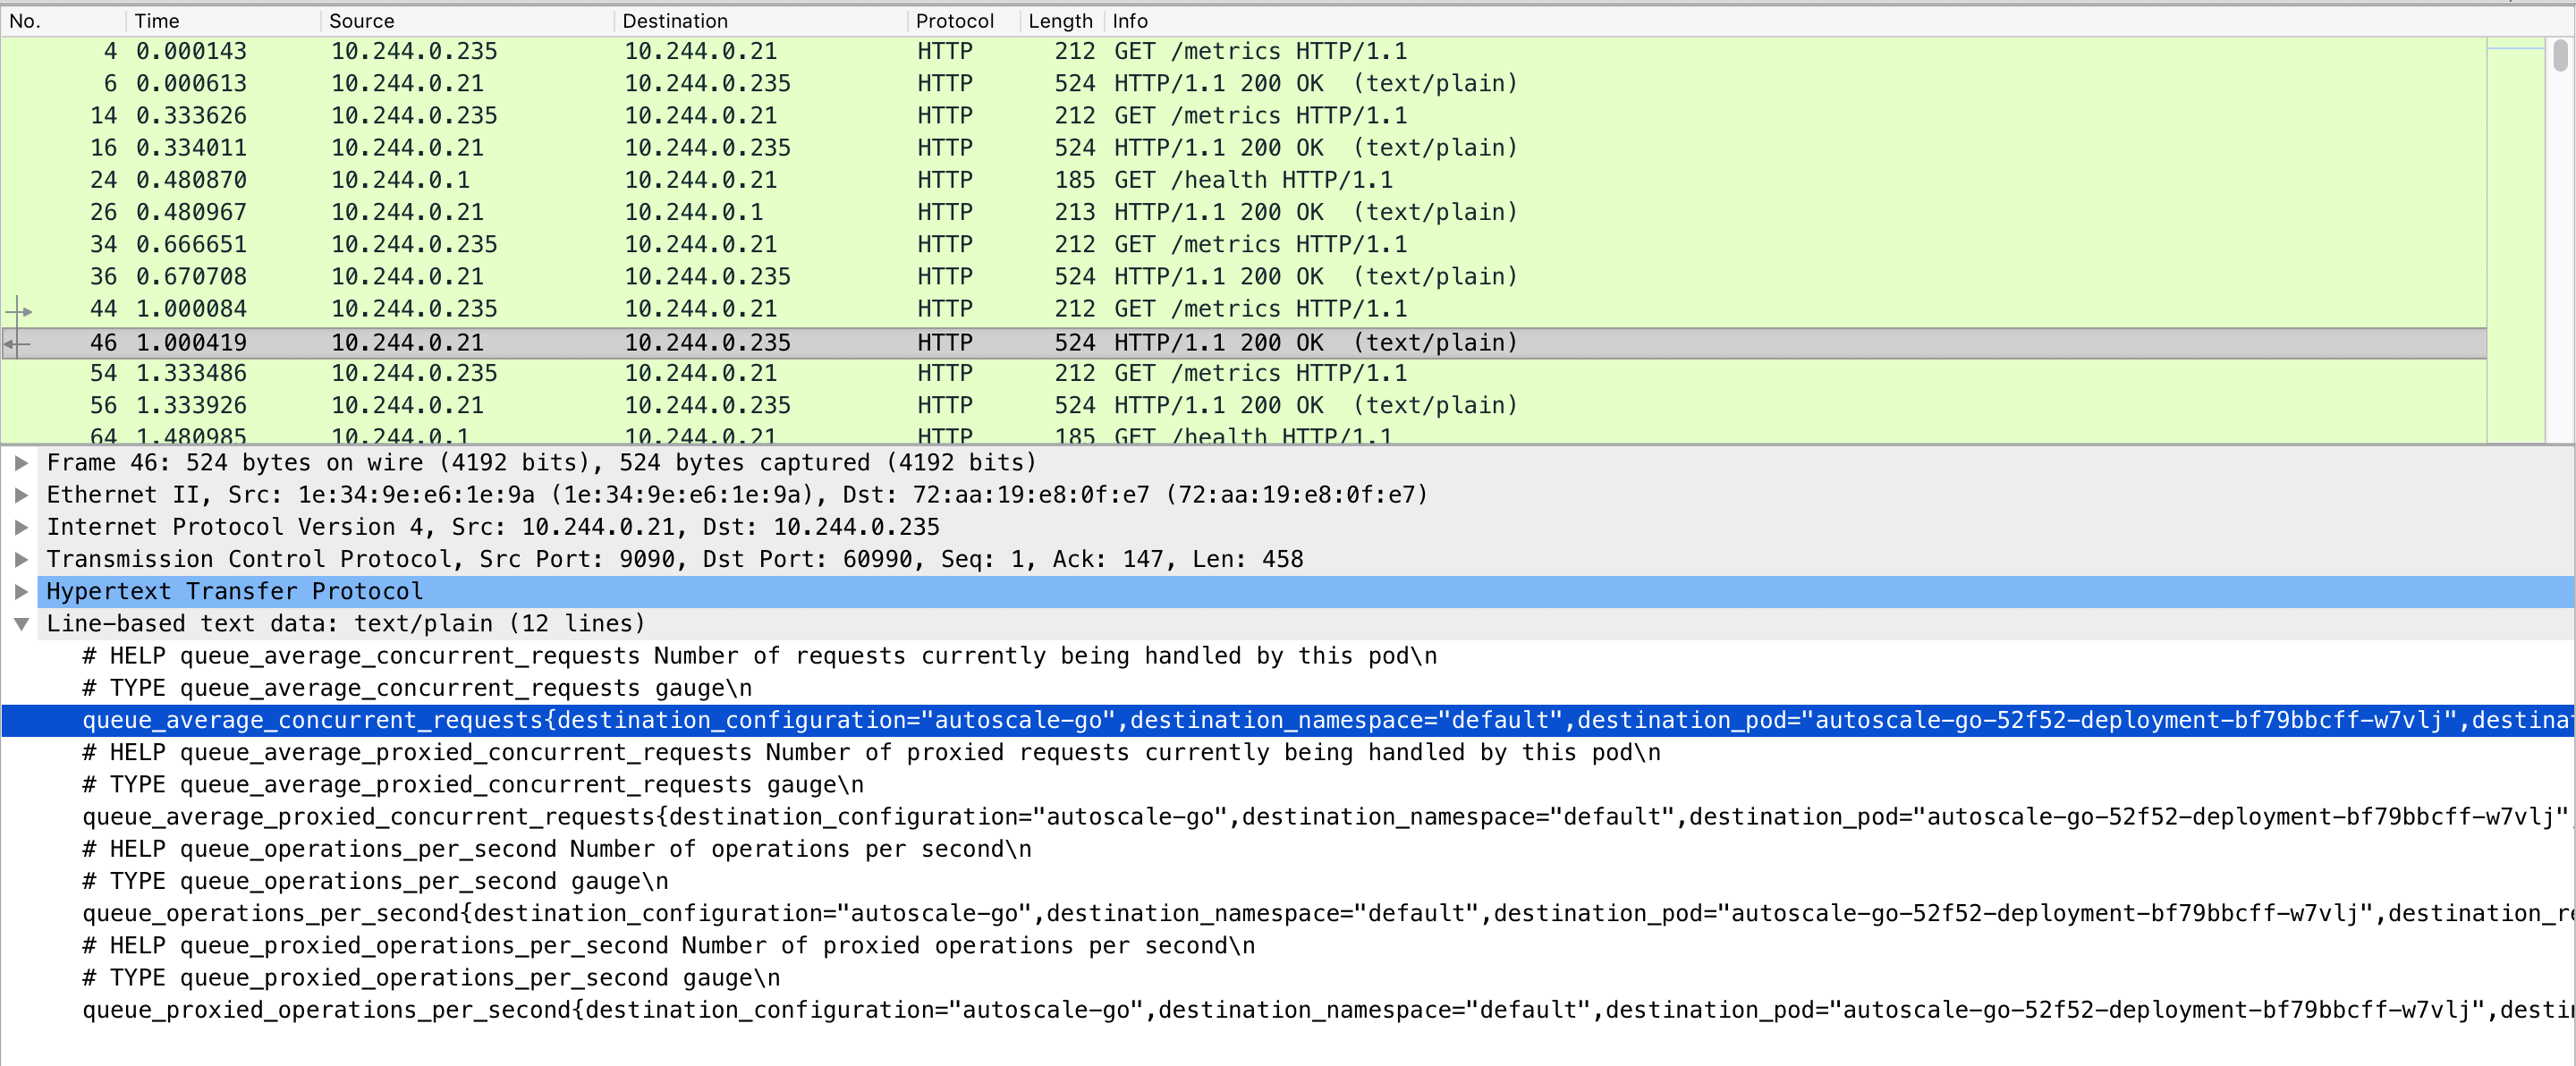 No. Time Source Destination Protocol Length Info
4 0.000143 10.244.0.235 10.244.0.21 HTTP 212 GET /metrics HTTP/1.1
6 0.000613 10.244.0.21 10.244.0.235 HTTP 524 HTTP/1.1 200 OK  (text/plain)
14 0.333626 10.244.0.235 10.244.0.21 HTTP 212 GET /metrics HTTP/1.1
16 0.334011 10.244.0.21 10.244.0.235 HTTP 524 HTTP/1.1 200 OK  (text/plain)
24 0.480870 10.244.0.1 10.244.0.21 HTTP 185 GET /health HTTP/1.1
26 0.480967 10.244.0.21 10.244.0.1 HTTP 213 HTTP/1.1 200 OK  (text/plain)
34 0.666651 10.244.0.235 10.244.0.21 HTTP 212 GET /metrics HTTP/1.1
36 0.670708 10.244.0.21 10.244.0.235 HTTP 524 HTTP/1.1 200 OK  (text/plain)
44 1.000084 10.244.0.235 10.244.0.21 HTTP 212 GET /metrics HTTP/1.1
46 1.000419 10.244.0.21 10.244.0.235 HTTP 524 HTTP/1.1 200 OK  (text/plain)
54 1.333486 10.244.0.235 10.244.0.21 HTTP 212 GET /metrics HTTP/1.1
56 1.333926 10.244.0.21 10.244.0.235 HTTP 524 HTTP/1.1 200 OK  (text/plain)
64 1.480985 10.244.0.1 10.244.0.21 HTTP 185 GET /health HTTP/1.1
Frame 46: 524 bytes on wire (4192 bits), 524 bytes captured (4192 bits)
Ethernet II, Src: 1e:34:9e:e6:1e:9a (1e:34:9e:e6:1e:9a), Dst: 72:aa:19:e8:0f:e7 (72:aa:19:e8:0f:e7)
Internet Protocol Version 4, Src: 10.244.0.21, Dst: 10.244.0.235
Transmission Control Protocol, Src Port: 9090, Dst Port: 60990, Seq: 1, Ack: 147, Len: 458
Hypertext Transfer Protocol
Line-based text data: text/plain (12 lines)
# HELP queue_average_concurrent_requests Number of requests currently being handled by this pod\n
# TYPE queue_average_concurrent_requests gauge\n
queue_average_concurrent_requests{destination_configuration="autoscale-go",destination_namespace="default",destination_pod="autoscale-go-52f52-deployment-bf79bbcff-w7vlj",destina
# HELP queue_average_proxied_concurrent_requests Number of proxied requests currently being handled by this pod\n
# TYPE queue_average_proxied_concurrent_requests gauge\n
queue_average_proxied_concurrent_requests{destination_configuration="autoscale-go",destination_namespace="default",destination_pod="autoscale-go-52f52-deployment-bf79bbcff-w7vlj"
# HELP queue_operations_per_second Number of operations per second\n
# TYPE queue_operations_per_second gauge\n
queue_operations_per_second{destination_configuration="autoscale-go",destination_namespace="default",destination_pod="autoscale-go-52f52-deployment-bf79bbcff-w7vlj",destination_re
# HELP queue_proxied_operations_per_second Number of proxied operations per second\n
# TYPE queue_proxied_operations_per_second gauge\n
queue_proxied_operations_per_second{destination_configuration="autoscale-go",destination_namespace="default",destination_pod="autoscale-go-52f52-deployment-bf79bbcff-w7vlj",desti